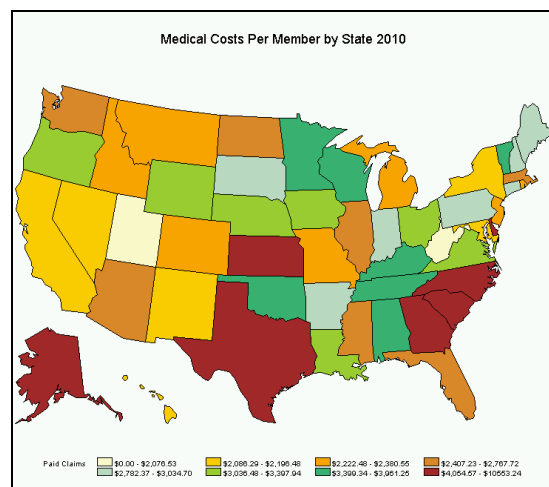 Medical Costs Per Member by State 2010
Paid Claims $0.00 - $2,076.53 $2,086.29 - $2,196.48 $2,222.48 - $2,380.55 $2,407.23 - $2,767.72
$2,782.37 - $3,034.70 $3,036.48 - $3,397.94 $3,399.34 - $3,961.25 $4,054.57 - $10553.24